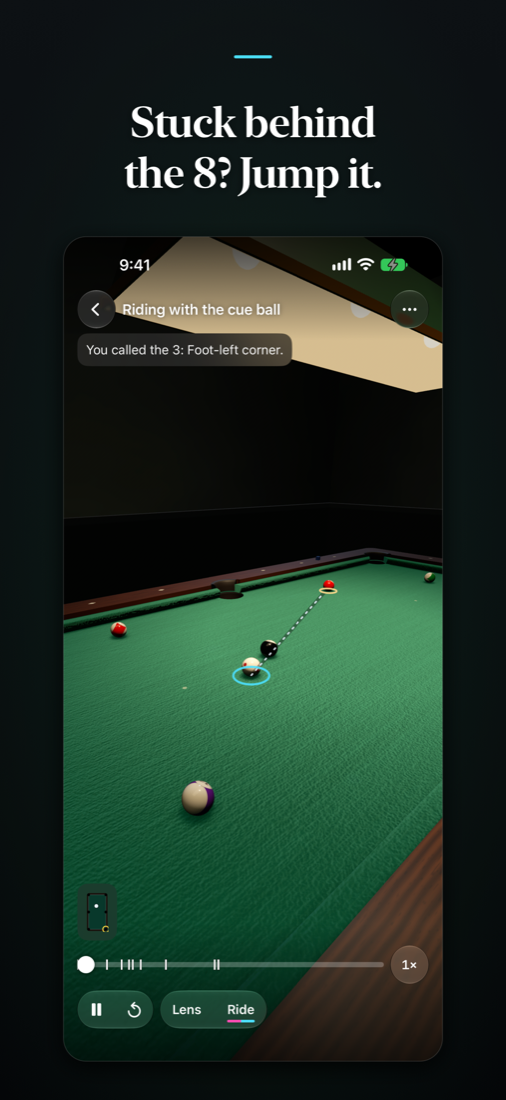 Stuck behind
the 8? Jump it.
9:41
Riding with the cue ball
You called the 3: Foot-left corner.
1×
Lens Ride